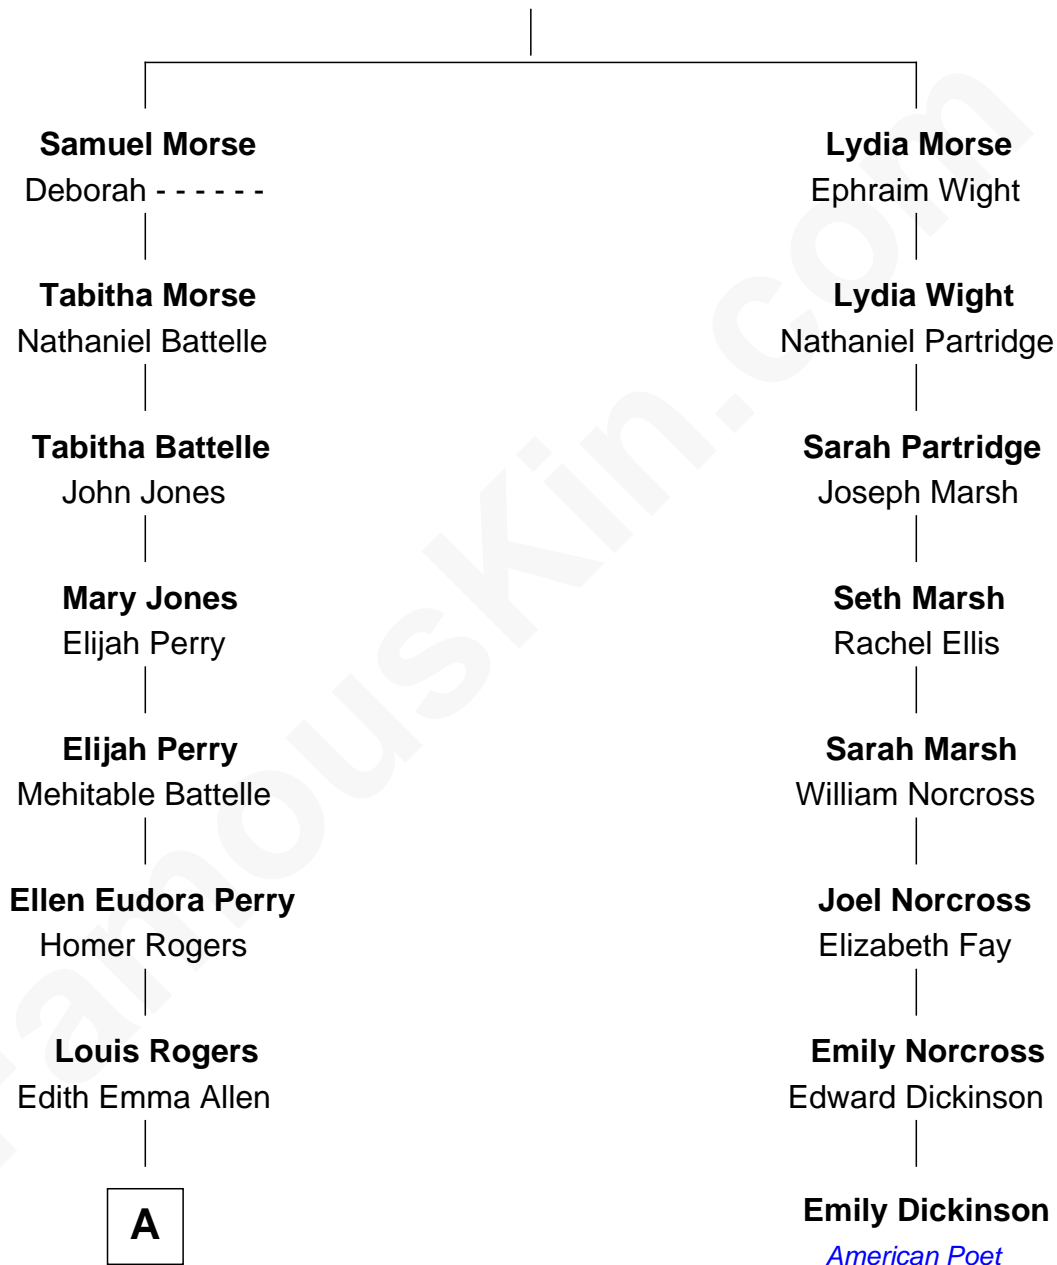 Samuel Morse
Deborah - - - - - -
Lydia Morse
Ephraim Wight
Tabitha Morse
Nathaniel Battelle
Lydia Wight
Nathaniel Partridge
Tabitha Battelle
John Jones
Sarah Partridge
Joseph Marsh
Mary Jones
Elijah Perry
Seth Marsh
Rachel Ellis
Elijah Perry
Mehitable Battelle
Sarah Marsh
William Norcross
Ellen Eudora Perry
Homer Rogers
Joel Norcross
Elizabeth Fay
Louis Rogers
Edith Emma Allen
Emily Norcross
Edward Dickinson
A
Emily Dickinson
American Poet
FamousKin.com